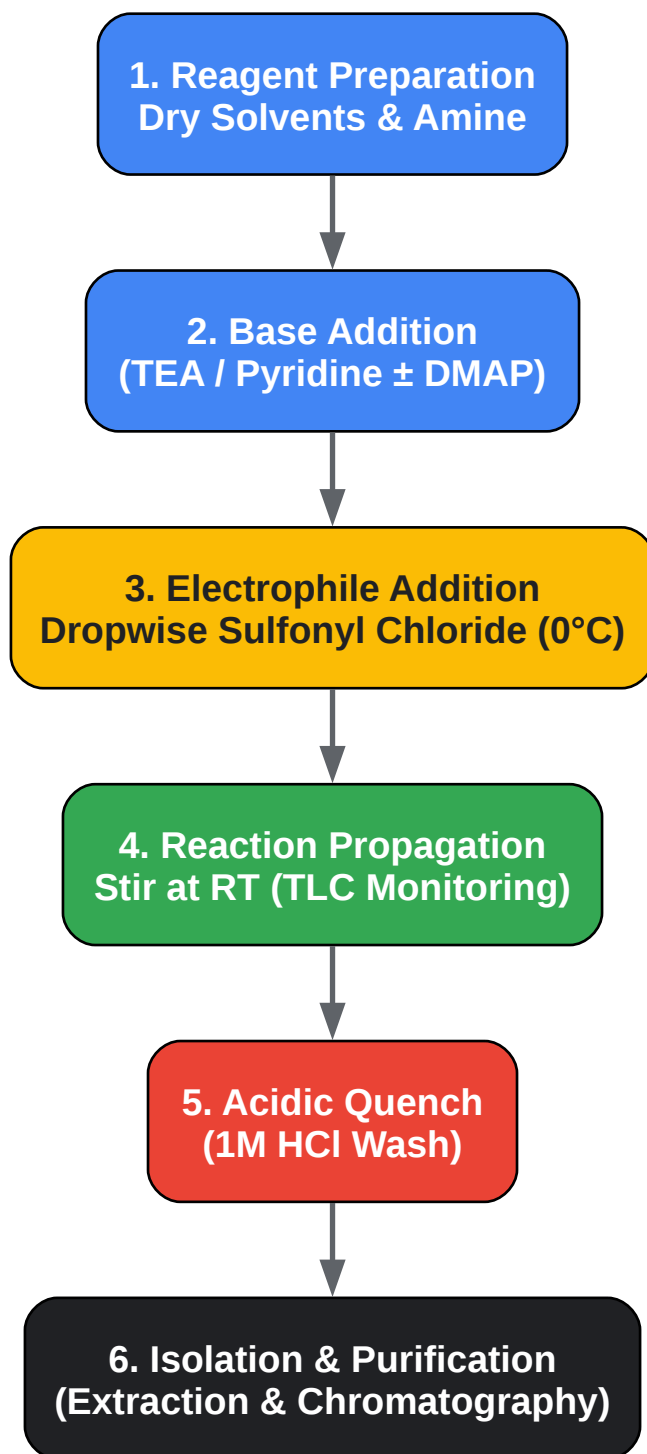 1. Reagent Preparation
Dry Solvents & Amine
2. Base Addition
(TEA / Pyridine ± DMAP)
3. Electrophile Addition
Dropwise Sulfonyl Chloride (0°C)
4. Reaction Propagation
Stir at RT (TLC Monitoring)
5. Acidic Quench
(1M HCl Wash)
6. Isolation & Purification
(Extraction & Chromatography)